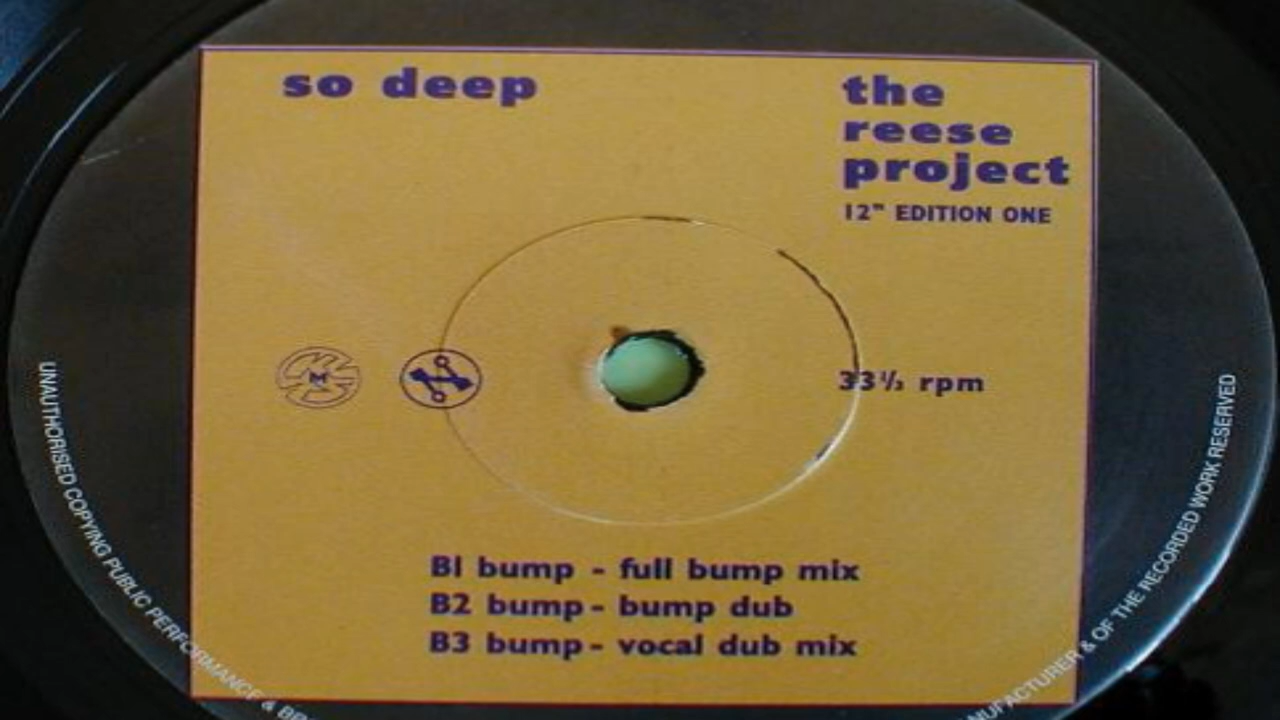 so deep
the
reese
project
12" EDITION ONE
M
33⅓ rpm
B1 bump - full bump mix
B2 bump - bump dub
B3 bump - vocal dub mix
UNAUTHORISED COPYING PUBLIC PERFORMANCE &
& OF THE RECORDED WORK RESERVED